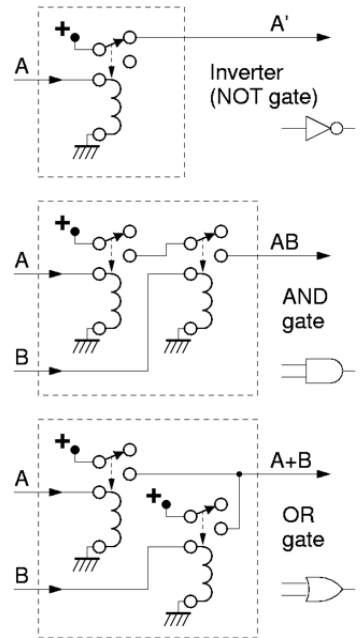 +
A'
A
Inverter
(NOT gate)
+
A
AB
AND
gate
B
+
A+B
A
+
OR
gate
B